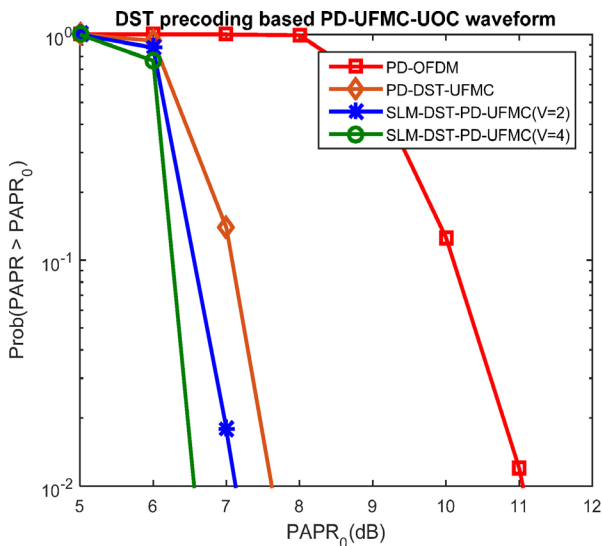 DST precoding based PD-UFMC-UOC waveform
10^0
10^-1
10^-2
Prob(PAPR > PAPR_0)
PD-OFDM
PD-DST-UFMC
SLM-DST-PD-UFMC(V=2)
SLM-DST-PD-UFMC(V=4)
5 6 7 8 9 10 11 12
PAPR_0(dB)